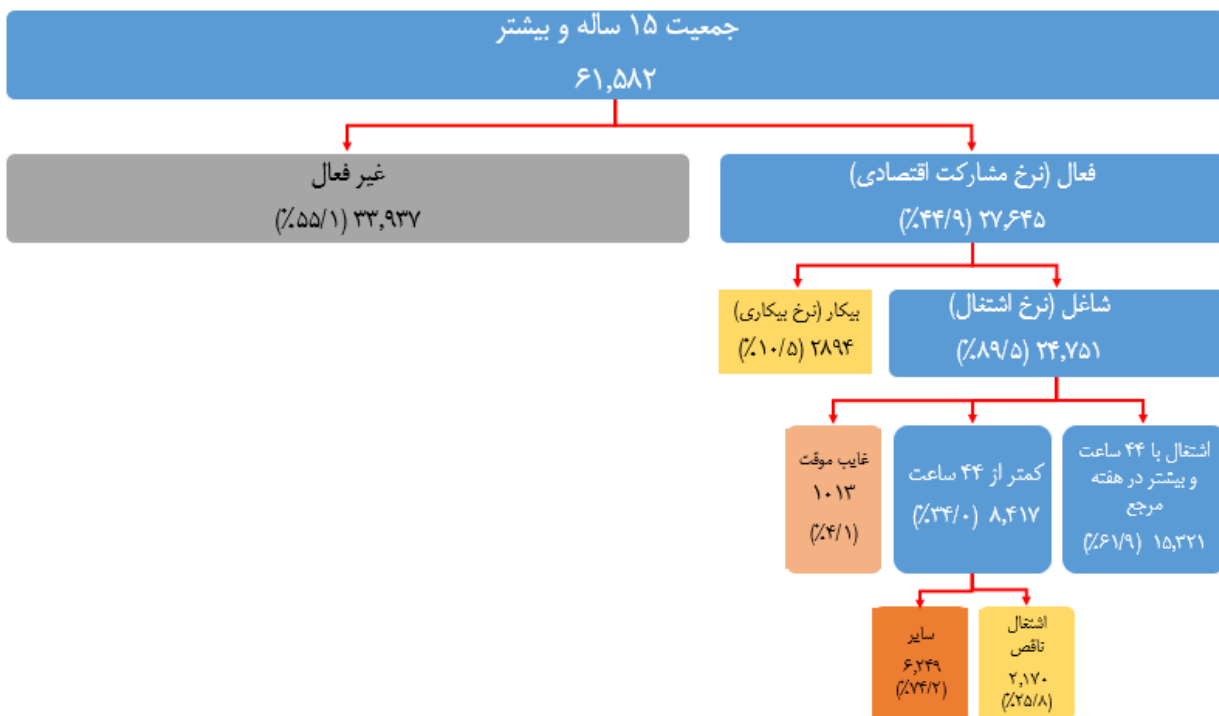 جمعیت ۱۵ ساله و بیشتر
۶۱,۵۸۲
فعال (نرخ مشارکت اقتصادی)
۲۷,۶۴۵ (٪۴۴/۹)
غیر فعال
۳۳,۹۳۷ (٪۵۵/۱)
شاغل (نرخ اشتغال)
۲۴,۷۵۱ (٪۸۹/۵)
بیکار (نرخ بیکاری)
۲۸۹۴ (٪۱۰/۵)
اشتغال با ۴۴ ساعت
و بیشتر در هفته
مرجع
۱۵,۳۲۱ (٪۶۱/۹)
کمتر از ۴۴ ساعت
۸,۴۱۷ (٪۳۴/۰)
غایب موقت
۱۰۱۳
(٪۴/۱)
اشتغال
ناقص
۲,۱۷۰
(٪۲۵/۸)
سایر
۶,۲۴۹
(٪۷۴/۲)